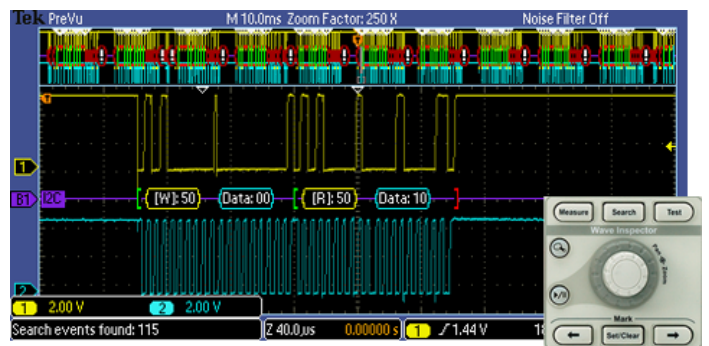 Tek PreVu M 10.0ms Zoom Factor: 250 X Noise Filter Off
T
1
B1 I2C [W]: 50 Data: 00 [R]: 50 Data: 10
2
1 2.00 V 2 2.00 V
Search events found: 115 Z 40.0µs 0.00000 s 1 1.44 V
Measure Search Test
Wave Inspector
Pan Zoom
Mark
← Set/Clear →